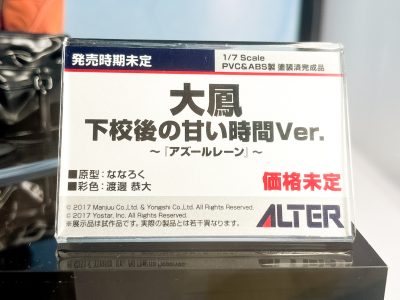 発売時期未定
1/7 Scale
PVC&ABS製 塗装済完成品
大鳳
下校後の甘い時間Ver.
～『アズールレーン』～
■原型：ななろく
■彩色：渡邊 恭大
価格未定
© 2017 Manjuu Co.,Ltd. & Yongshi Co.,Ltd. All Rights Reserved.
© 2017 Yostar, Inc. All Rights Reserved.
※展示品は試作品です。実際の製品とは若干異なります。
ALTER